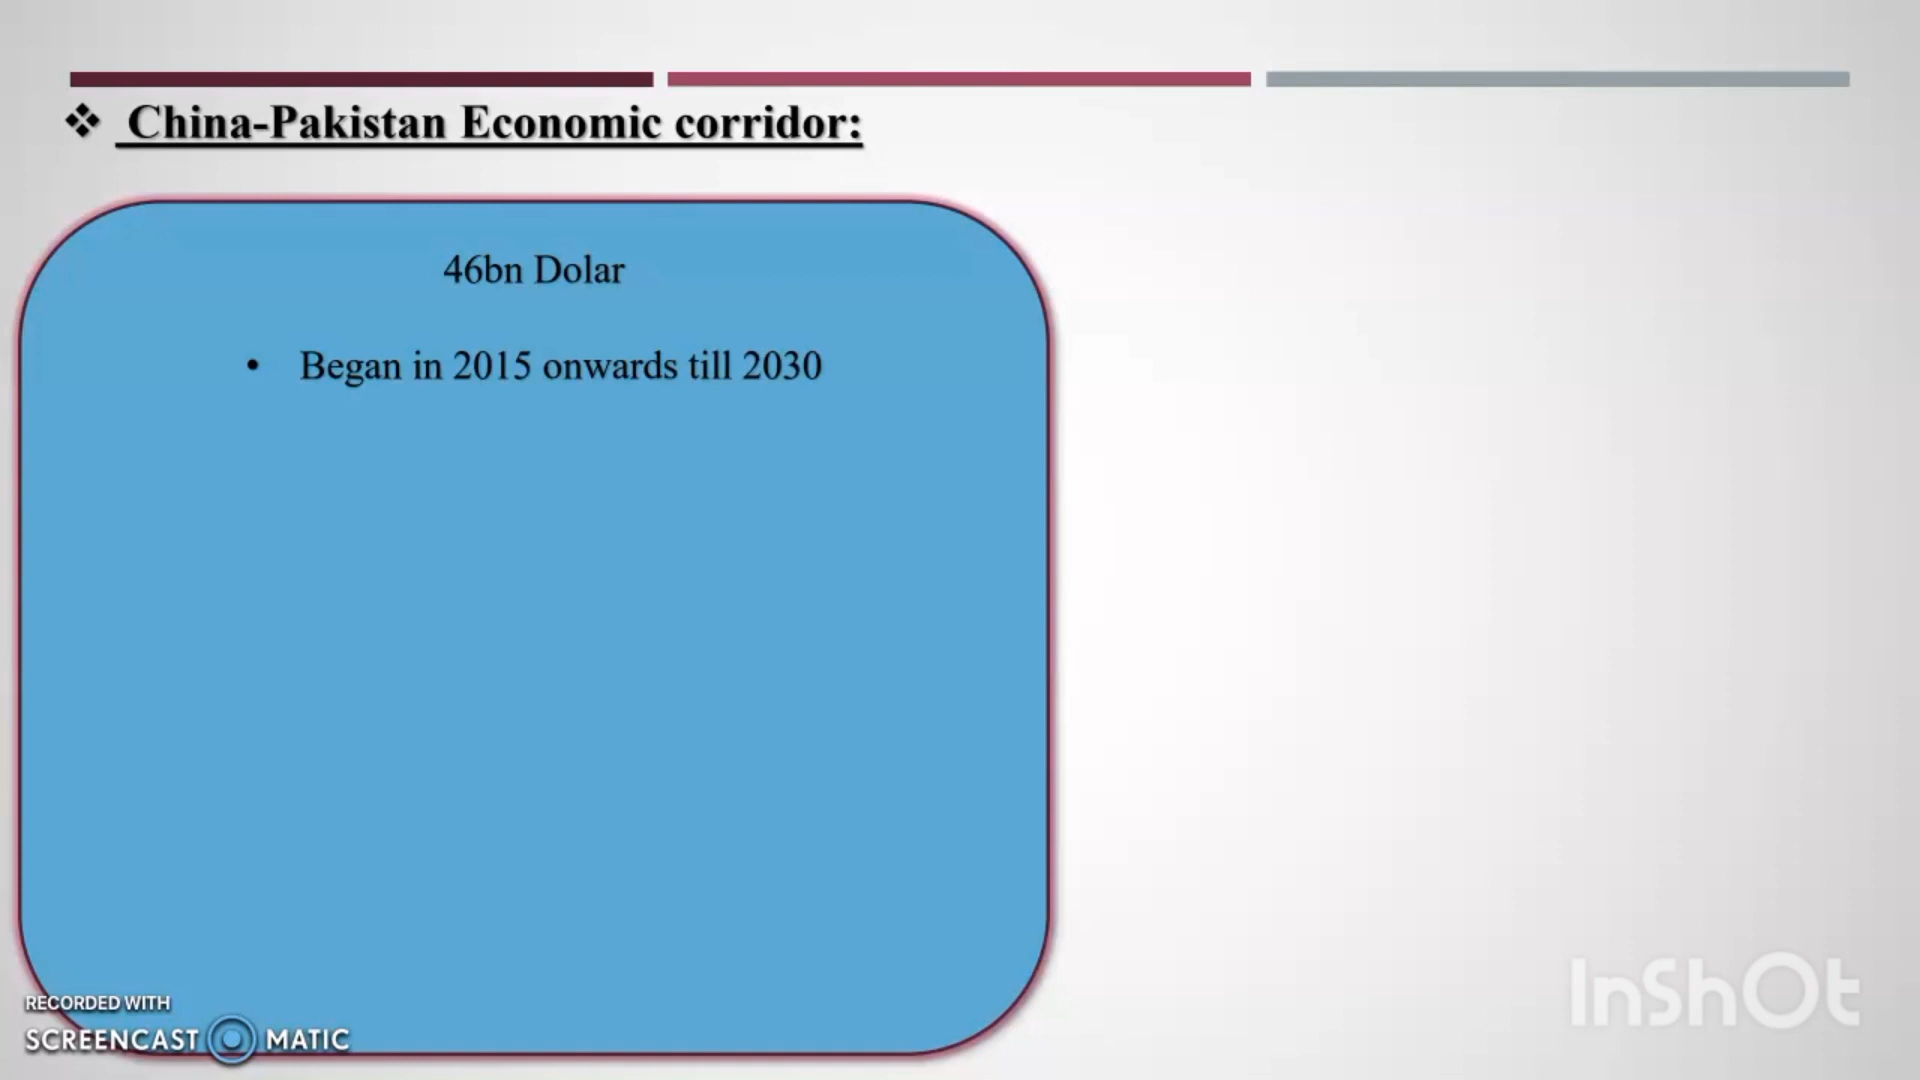 ❖ China-Pakistan Economic corridor:
46bn Dolar
• Began in 2015 onwards till 2030
RECORDED WITH
SCREENCAST MATIC
InShOt